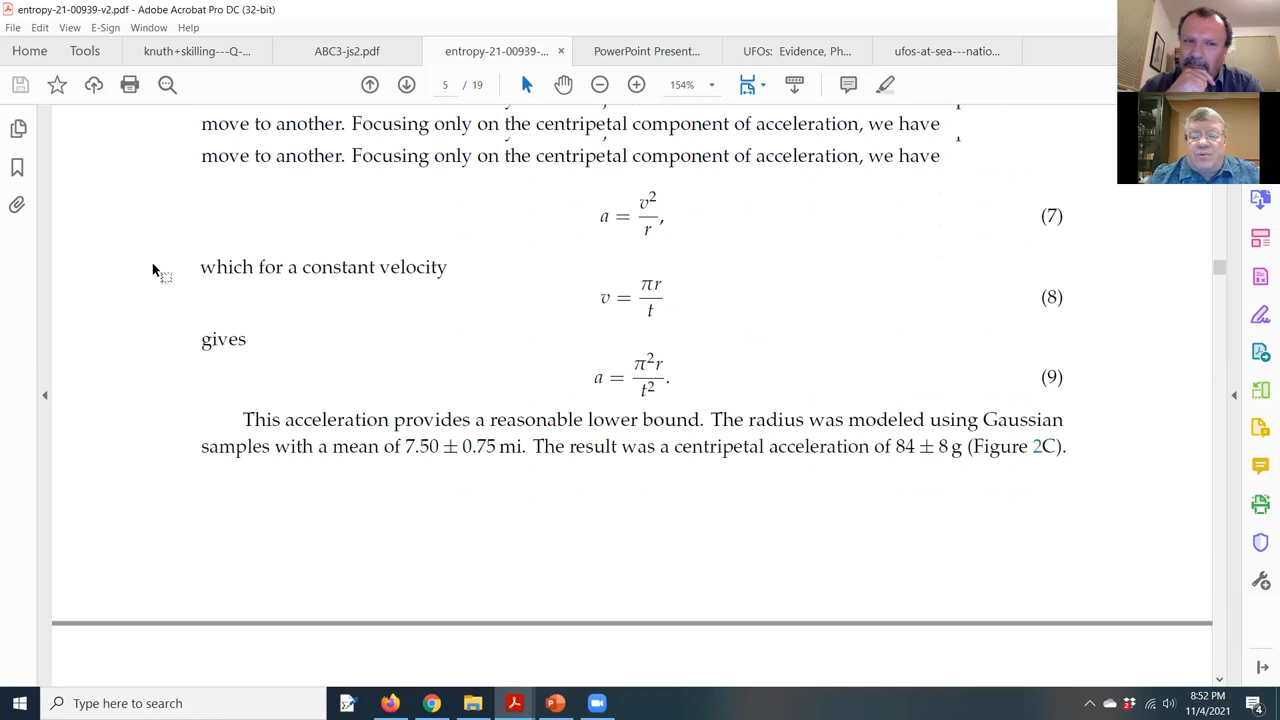 entropy-21-00939-v2.pdf - Adobe Acrobat Pro DC (32-bit)
File Edit View E-Sign Window Help
Home Tools knuth+skilling---Q-... ABC3-js2.pdf entropy-21-00939-... × PowerPoint Present... UFOs: Evidence, Ph... ufos-at-sea---natio...
5 / 19 154%
move to another. Focusing only on the centripetal component of acceleration, we have
move to another. Focusing only on the centripetal component of acceleration, we have
a = v²/r, (7)
which for a constant velocity
v = πr/t (8)
gives
a = π²r/t². (9)
This acceleration provides a reasonable lower bound. The radius was modeled using Gaussian
samples with a mean of 7.50 ± 0.75 mi. The result was a centripetal acceleration of 84 ± 8 g (Figure 2C).
Type here to search
8:52 PM
11/4/2021
4